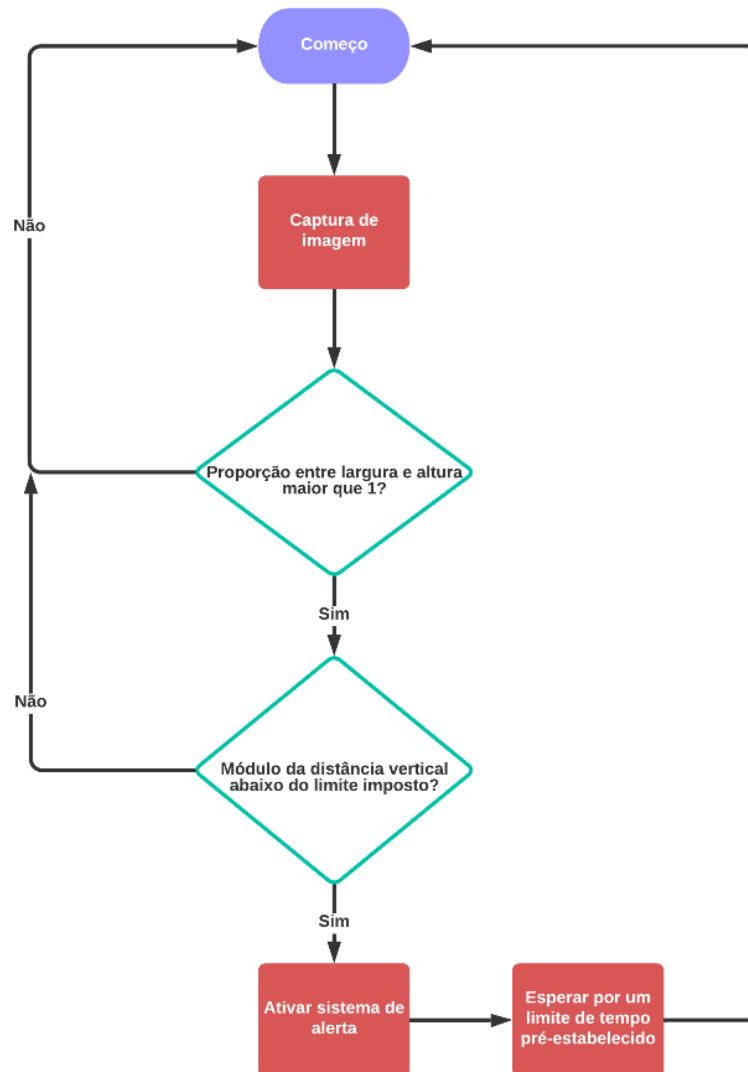 Começo
Captura de
imagem
Não
Proporção entre largura e altura
maior que 1?
Sim
Não
Módulo da distância vertical
abaixo do limite imposto?
Sim
Ativar sistema de
alerta
Esperar por um
limite de tempo
pré-estabelecido